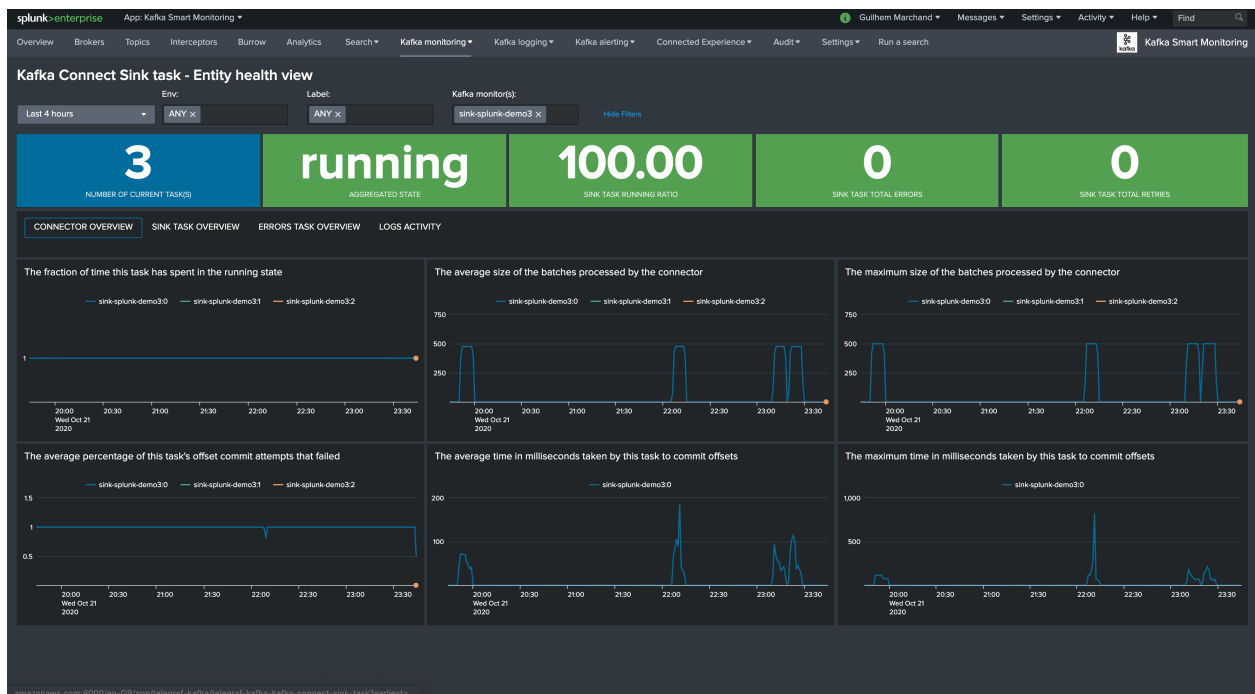 splunk>enterprise App: Kafka Smart Monitoring ▾ i Guilhem Marchand ▾ Messages ▾ Settings ▾ Activity ▾ Help ▾ Find
Overview Brokers Topics Interceptors Burrow Analytics Search ▾ Kafka monitoring ▾ Kafka logging ▾ Kafka alerting ▾ Connected Experience ▾ Audit ▾ Settings ▾ Run a search kafka Kafka Smart Monitoring
Kafka Connect Sink task - Entity health view
Env: Label: Kafka monitor(s):
Last 4 hours ANY × ANY × sink-splunk-demo3 × Hide Filters
3 running 100.00 0 0
NUMBER OF CURRENT TASK(S) AGGREGATED STATE SINK TASK RUNNING RATIO SINK TASK TOTAL ERRORS SINK TASK TOTAL RETRIES
CONNECTOR OVERVIEW SINK TASK OVERVIEW ERRORS TASK OVERVIEW LOGS ACTIVITY
The fraction of time this task has spent in the running state
sink-splunk-demo3:0 sink-splunk-demo3:1 sink-splunk-demo3:2
1
20:00 20:30 21:00 21:30 22:00 22:30 23:00 23:30
Wed Oct 21
2020
The average size of the batches processed by the connector
sink-splunk-demo3:0 sink-splunk-demo3:1 sink-splunk-demo3:2
750
500
250
20:00 20:30 21:00 21:30 22:00 22:30 23:00 23:30
Wed Oct 21
2020
The maximum size of the batches processed by the connector
sink-splunk-demo3:0 sink-splunk-demo3:1 sink-splunk-demo3:2
750
500
250
20:00 20:30 21:00 21:30 22:00 22:30 23:00 23:30
Wed Oct 21
2020
The average percentage of this task's offset commit attempts that failed
sink-splunk-demo3:0 sink-splunk-demo3:1 sink-splunk-demo3:2
1.5
1
0.5
20:00 20:30 21:00 21:30 22:00 22:30 23:00 23:30
Wed Oct 21
2020
The average time in milliseconds taken by this task to commit offsets
sink-splunk-demo3:0
200
100
20:00 20:30 21:00 21:30 22:00 22:30 23:00 23:30
Wed Oct 21
2020
The maximum time in milliseconds taken by this task to commit offsets
sink-splunk-demo3:0
1,000
500
20:00 20:30 21:00 21:30 22:00 22:30 23:00 23:30
Wed Oct 21
2020
amazonaws.com:8000/en-GB/app/telegraf-kafka/telegraf-kafka-kafka-connect-sink-task?earliest=